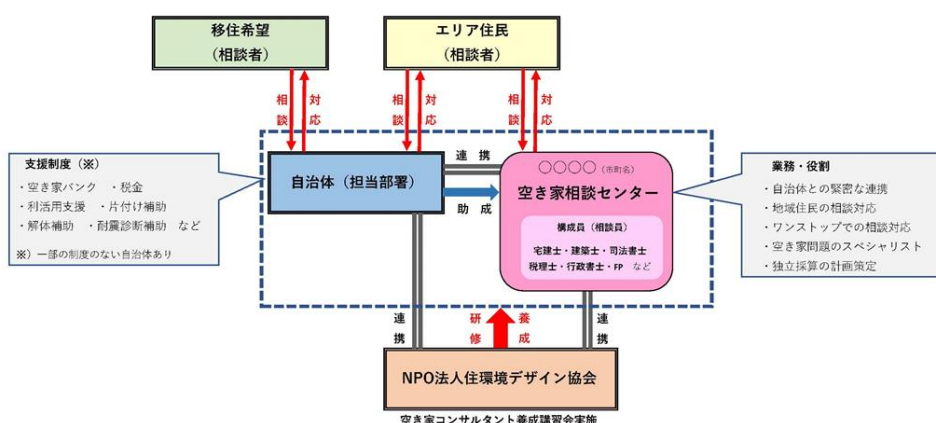 移住希望
(相談者)
エリア住民
(相談者)
相談
対応
相談
対応
相談
対応
支援制度(※)
・空き家バンク ・税金
・利活用支援 ・片付け補助
・解体補助 ・耐震診断補助 など
※)一部の制度のない自治体あり
自治体(担当部署)
連携
助成
○○○○(市町名)
空き家相談センター
構成員(相談員)
宅建士・建築士・司法書士
税理士・行政書士・FP など
業務・役割
・自治体との緊密な連携
・地域住民の相談対応
・ワンストップでの相談対応
・空き家問題のスペシャリスト
・独立採算の計画策定
連携
研修
養成
連携
NPO法人住環境デザイン協会
空き家コンサルタント養成講習会実施